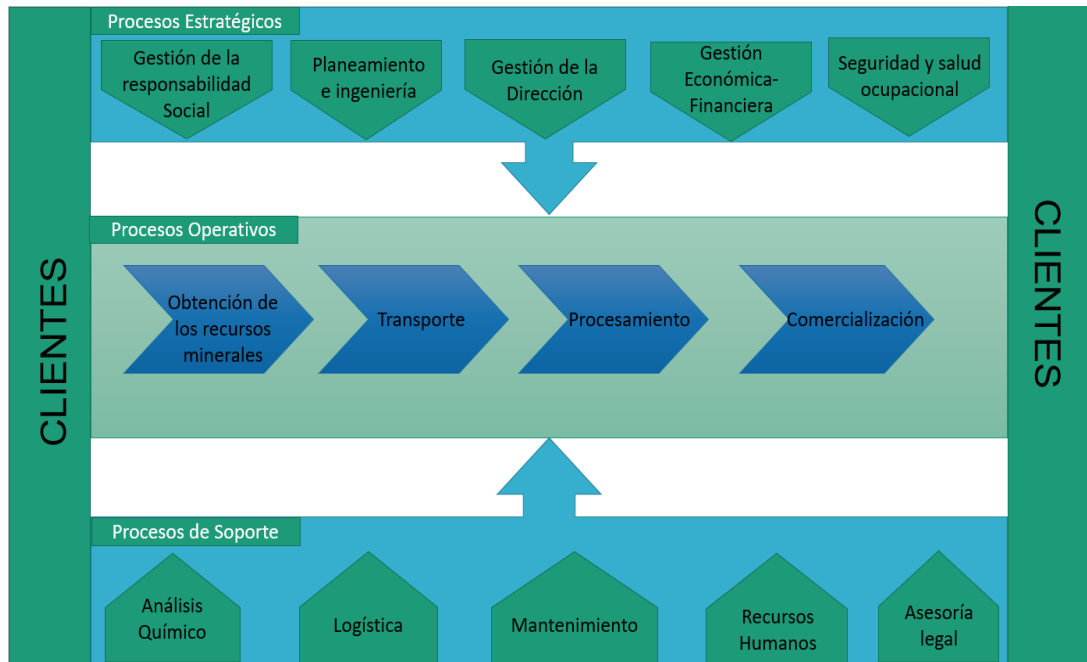 Procesos Estratégicos
Gestión de la
responsabilidad
Social
Planeamiento
e ingeniería
Gestión de la
Dirección
Gestión
Económica-
Financiera
Seguridad y salud
ocupacional
CLIENTES
Procesos Operativos
Obtención de
los recursos
minerales
Transporte
Procesamiento
Comercialización
CLIENTES
Procesos de Soporte
Análisis
Químico
Logística
Mantenimiento
Recursos
Humanos
Asesoría
legal